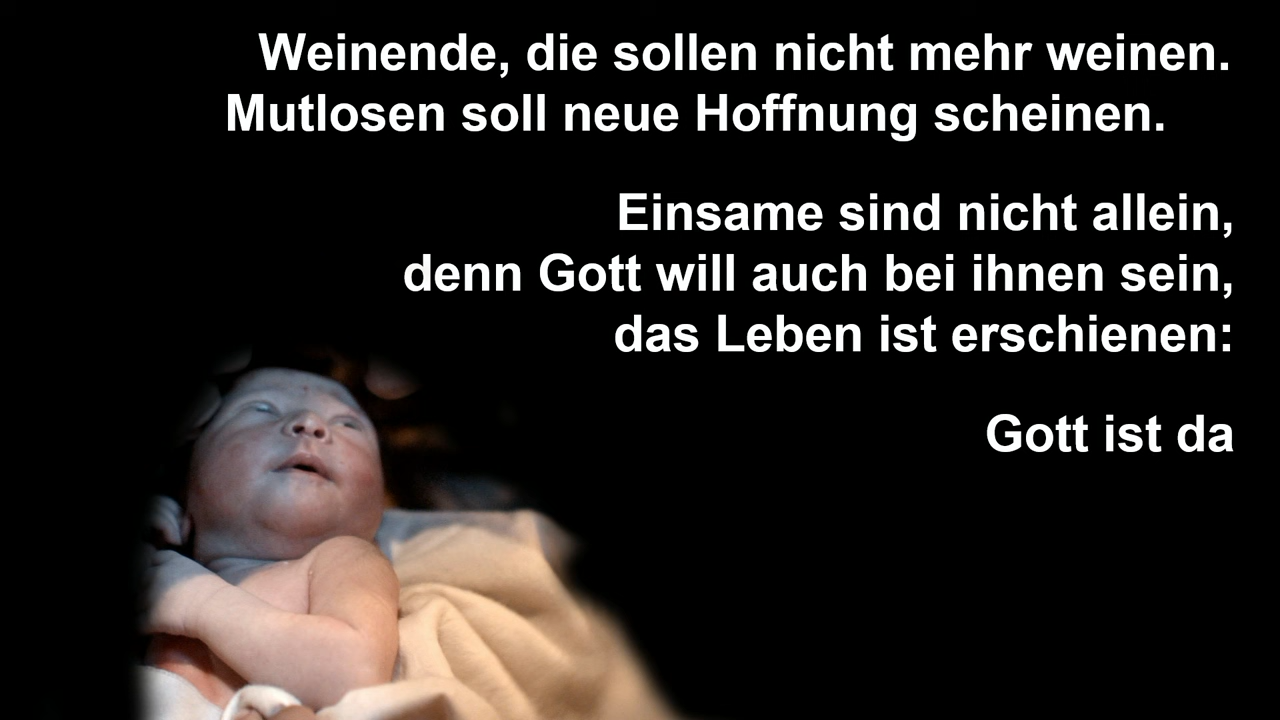 Weinende, die sollen nicht mehr weinen.
Mutlosen soll neue Hoffnung scheinen.
Einsame sind nicht allein,
denn Gott will auch bei ihnen sein,
das Leben ist erschienen:
Gott ist da